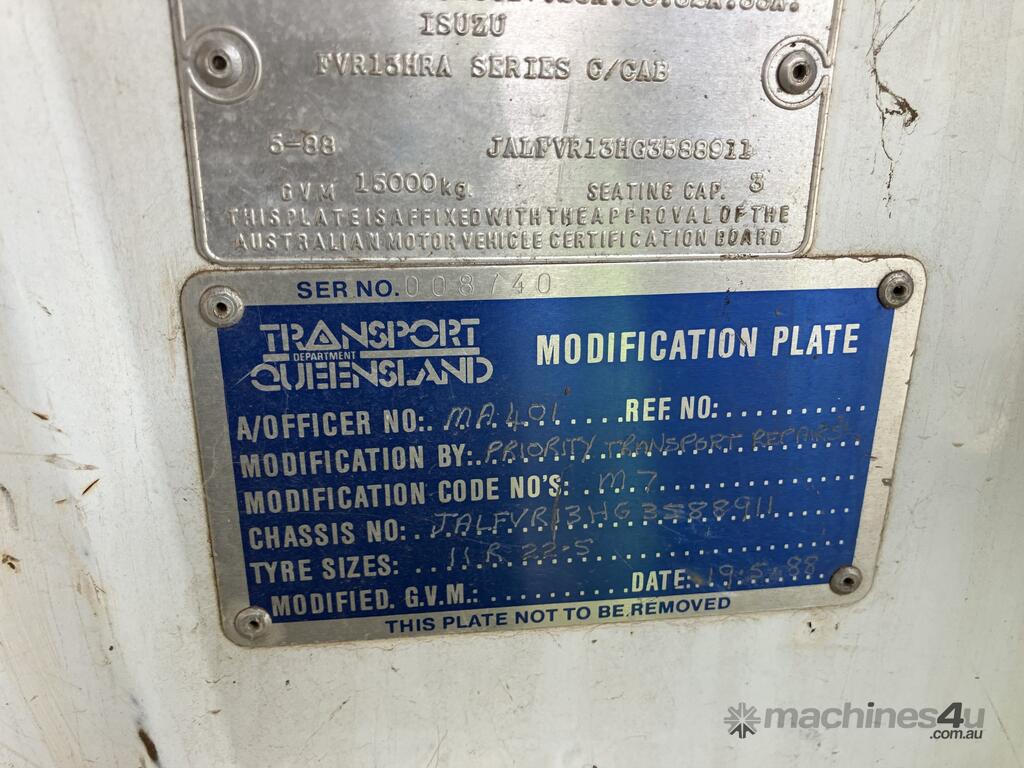 ISUZU
FVR13HRA SERIES C/CAB
5-88 JALFVR13HG3588911
G V M 15000kg. SEATING CAP. 3
THIS PLATE IS AFFIXED WITH THE APPROVAL OF THE
AUSTRALIAN MOTOR VEHICLE CERTIFICATION BOARD
SER NO. 008740
TRANSPORT
DEPARTMENT
QUEENSLAND
MODIFICATION PLATE
A/OFFICER NO:. MA401 .....REF. NO:..........
MODIFICATION BY: PRIORITY TRANSPORT REPAIRS
MODIFICATION CODE NO'S: . M.7
CHASSIS NO: JALFVR13HG3588911
TYRE SIZES: 11 R 22.5
MODIFIED. G.V.M.:........... DATE: 19.5.88
THIS PLATE NOT TO BE REMOVED
machines4u
.com.au